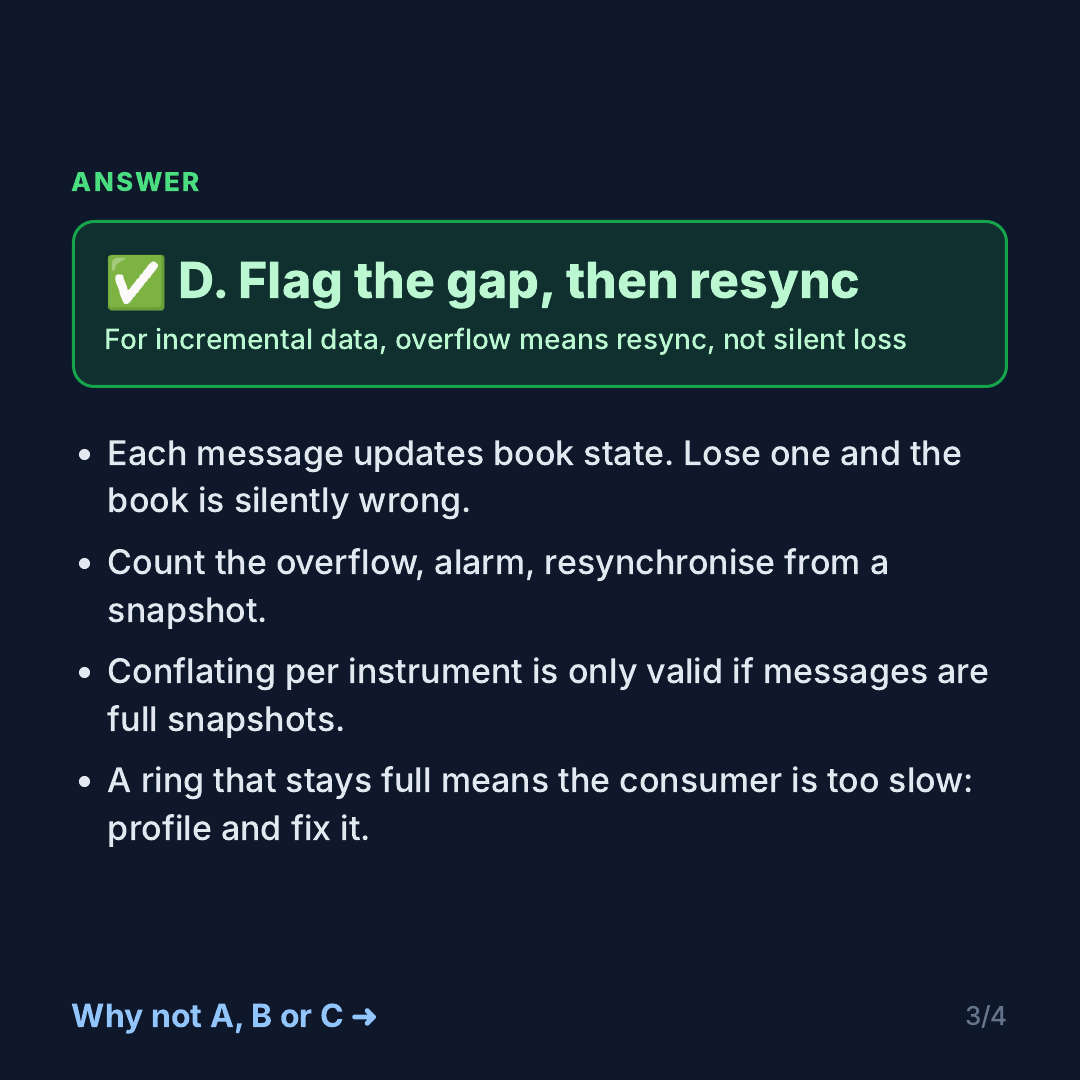 ANSWER
✅ D. Flag the gap, then resync
For incremental data, overflow means resync, not silent loss
• Each message updates book state. Lose one and the
book is silently wrong.
• Count the overflow, alarm, resynchronise from a
snapshot.
• Conflating per instrument is only valid if messages are
full snapshots.
• A ring that stays full means the consumer is too slow:
profile and fix it.
Why not A, B or C ➜
3/4